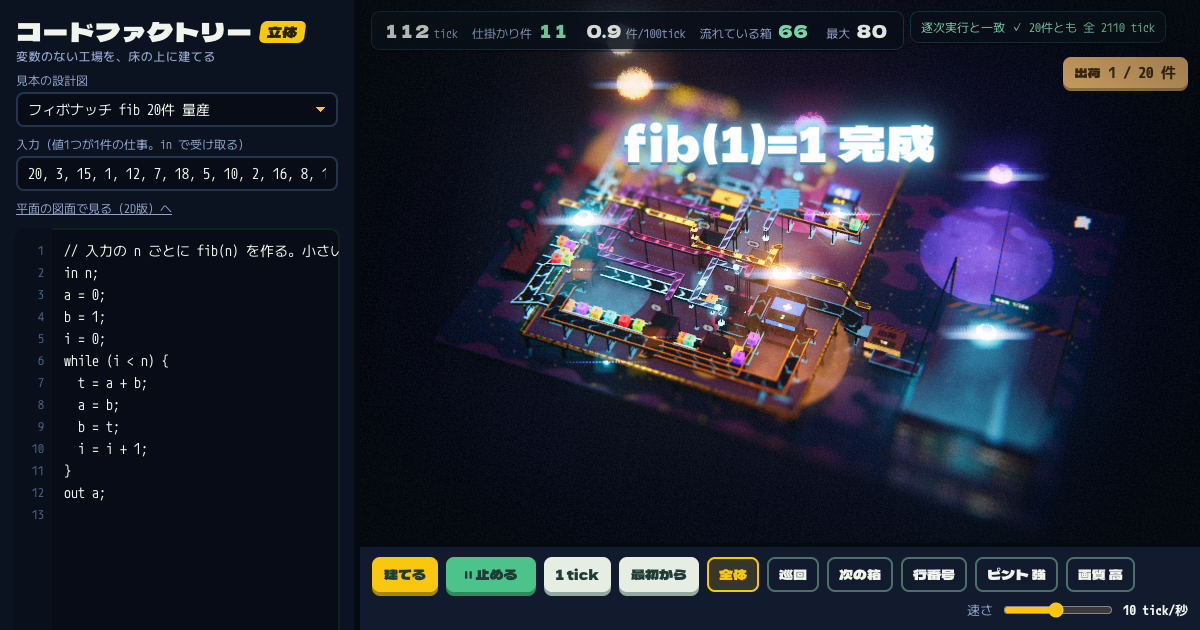 コードファクトリー 立体
変数のない工場を、床の上に建てる
見本の設計図
フィボナッチ fib 20件 量産
入力（値1つが1件の仕事。in で受け取る）
20, 3, 15, 1, 12, 7, 18, 5, 10, 2, 16, 8, 1
平面の図面で見る（2D版）へ
1 // 入力の n ごとに fib(n) を作る。小さい
2 in n;
3 a = 0;
4 b = 1;
5 i = 0;
6 while (i < n) {
7 t = a + b;
8 a = b;
9 b = t;
10 i = i + 1;
11 }
12 out a;
13
112 tick 仕掛かり件 11 0.9 件/100tick 流れている箱 66 最大 80
逐次実行と一致 ✓ 20件とも 全 2110 tick
出荷 1 / 20 件
fib(1)=1 完成
建てる ⏸止める 1 tick 最初から 全体 巡回 次の箱 行番号 ピント 強 画質 高
速さ 10 tick/秒